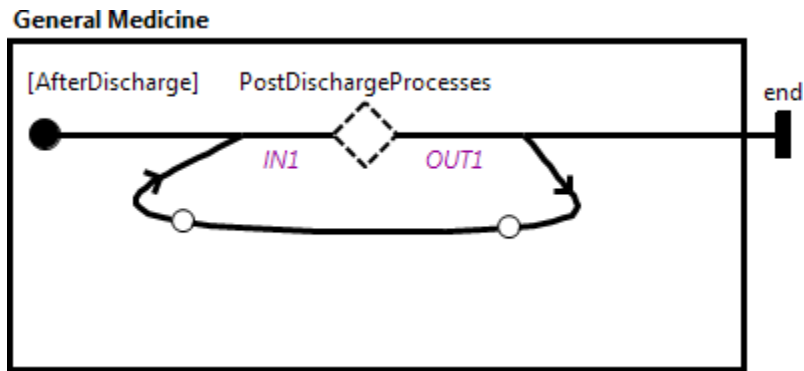 General Medicine
[AfterDischarge] PostDischargeProcesses
end
IN1 OUT1